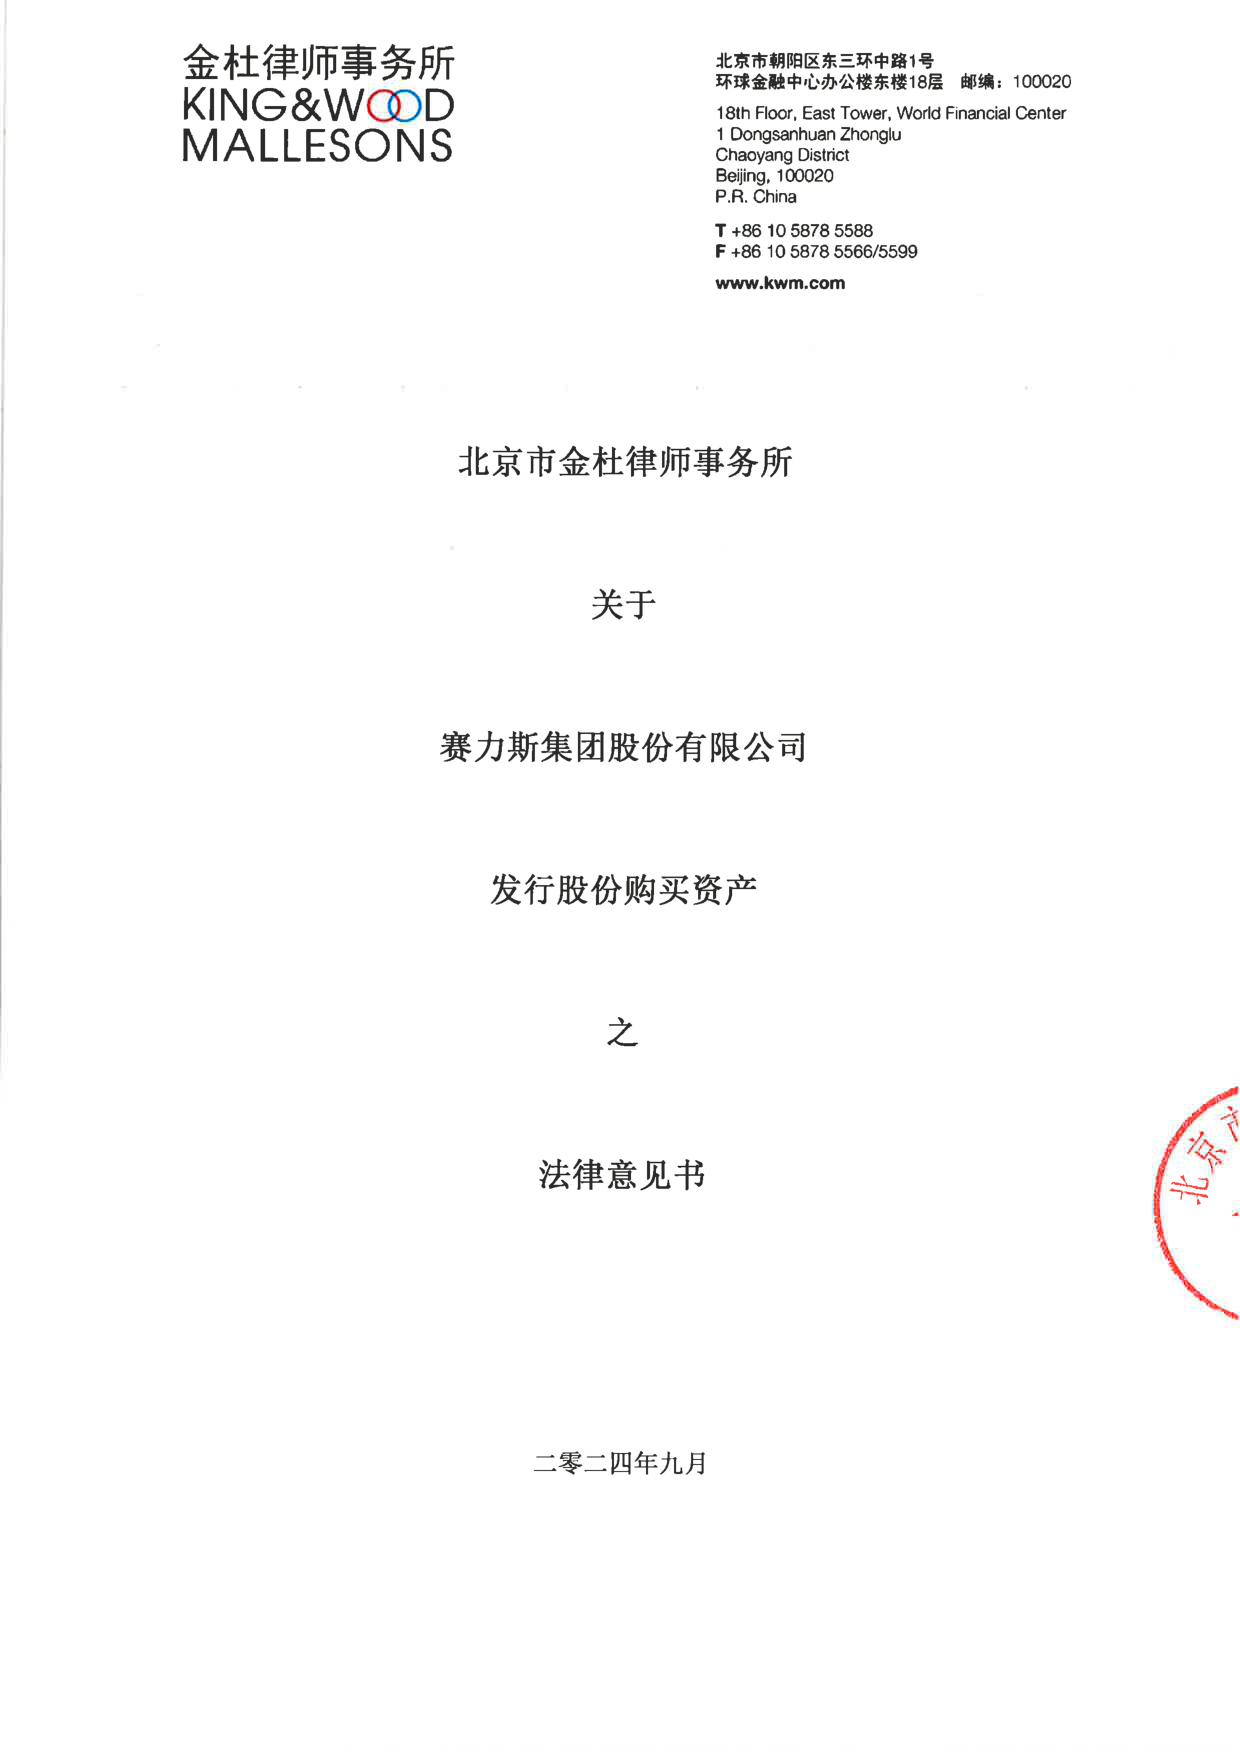 金杜律师事务所
KING&WOOD
MALLESONS
北京市朝阳区东三环中路1号
环球金融中心办公楼东楼18层 邮编：100020
18th Floor, East Tower, World Financial Center
1 Dongsanhuan Zhonglu
Chaoyang District
Beijing, 100020
P.R. China
T +86 10 5878 5588
F +86 10 5878 5566/5599
www.kwm.com
北京市金杜律师事务所
关于
赛力斯集团股份有限公司
发行股份购买资产
之
法律意见书
北京市
二零二四年九月